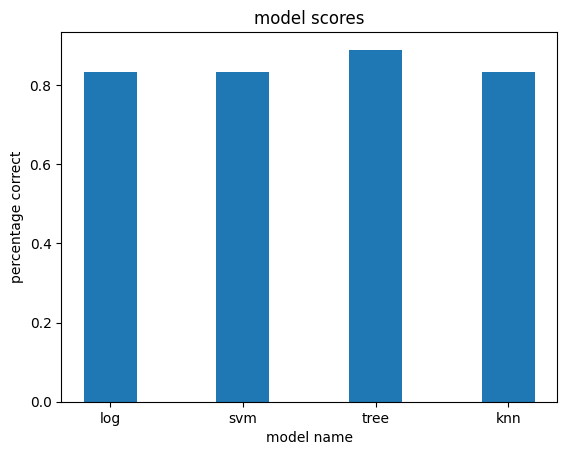 model scores
percentage correct
0.8
0.6
0.4
0.2
0.0
log svm tree knn
model name